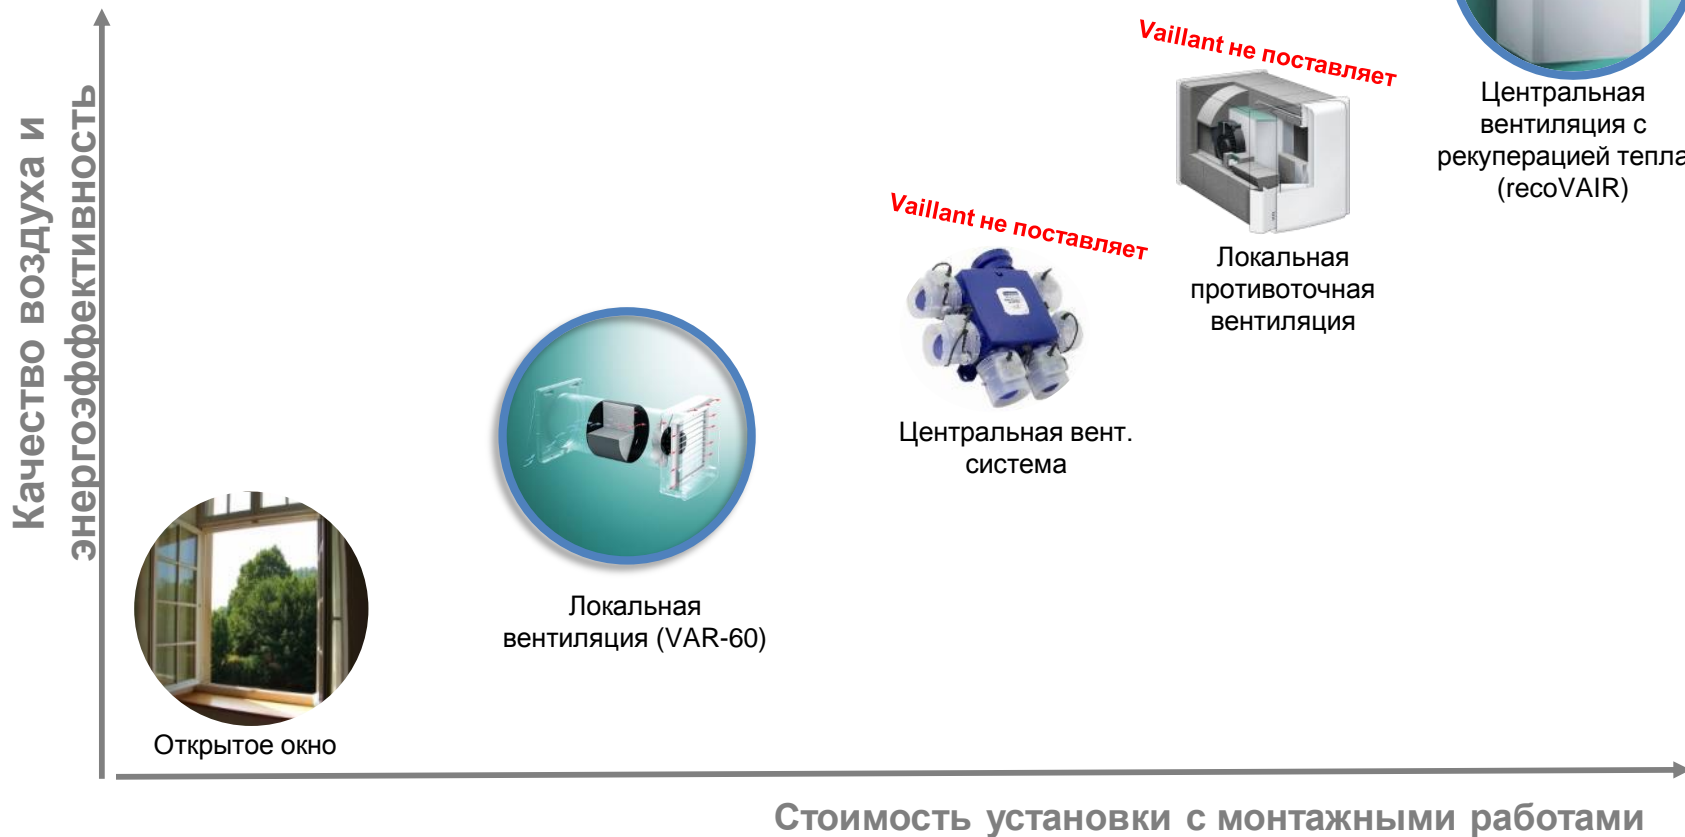 Качество воздуха и
энергоэффективность
Vaillant не поставляет
Центральная
вентиляция с
рекуперацией тепла
(recoVAIR)
Vaillant не поставляет
Локальная
противоточная
вентиляция
Центральная вент.
система
Локальная
вентиляция (VAR-60)
Открытое окно
Стоимость установки с монтажными работами